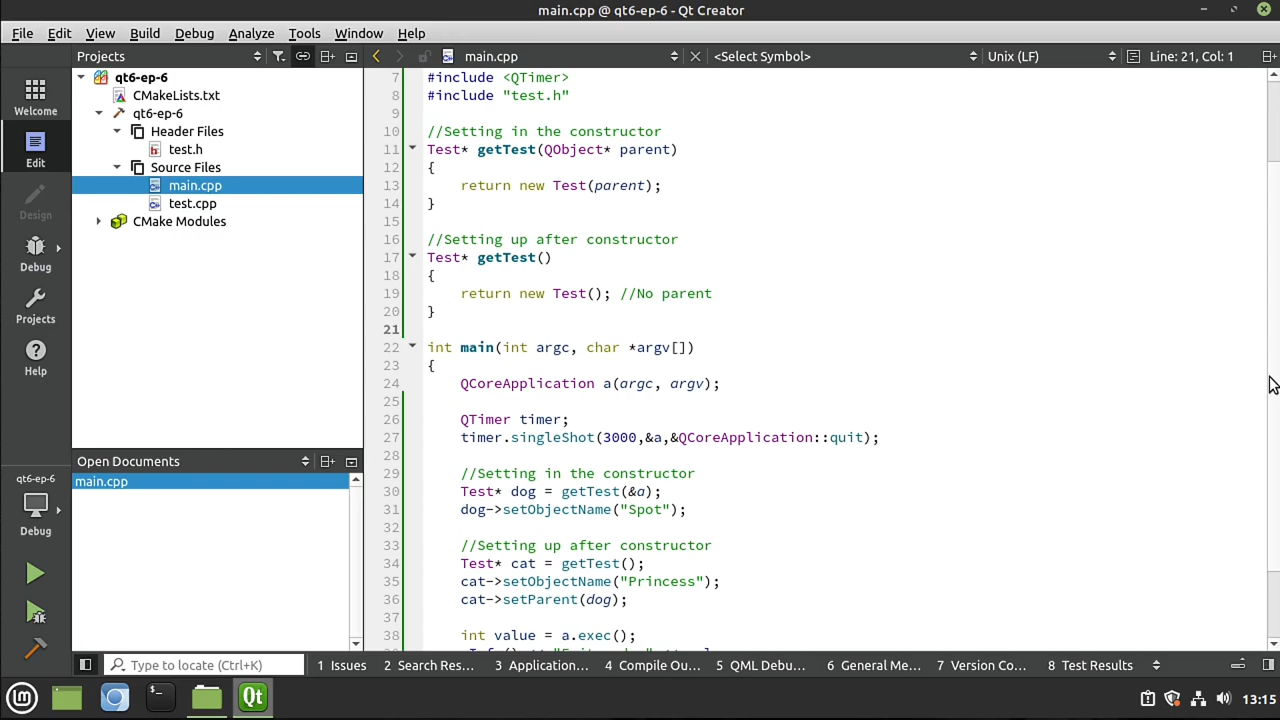 main.cpp @ qt6-ep-6 - Qt Creator
File Edit View Build Debug Analyze Tools Window Help
Projects
main.cpp
<Select Symbol>
Unix (LF)
Line: 21, Col: 1
Welcome
Edit
Design
Debug
Projects
Help
qt6-ep-6
Debug
qt6-ep-6
CMakeLists.txt
qt6-ep-6
Header Files
test.h
Source Files
main.cpp
test.cpp
CMake Modules
Open Documents
main.cpp
7 #include <QTimer>
8 #include "test.h"
9
10 //Setting in the constructor
11 Test* getTest(QObject* parent)
12 {
13 return new Test(parent);
14 }
15
16 //Setting up after constructor
17 Test* getTest()
18 {
19 return new Test(); //No parent
20 }
21
22 int main(int argc, char *argv[])
23 {
24 QCoreApplication a(argc, argv);
25
26 QTimer timer;
27 timer.singleShot(3000,&a,&QCoreApplication::quit);
28
29 //Setting in the constructor
30 Test* dog = getTest(&a);
31 dog->setObjectName("Spot");
32
33 //Setting up after constructor
34 Test* cat = getTest();
35 cat->setObjectName("Princess");
36 cat->setParent(dog);
37
38 int value = a.exec();
Type to locate (Ctrl+K)
1 Issues 2 Search Res... 3 Application... 4 Compile Ou... 5 QML Debu... 6 General Me... 7 Version Co... 8 Test Results
13:15